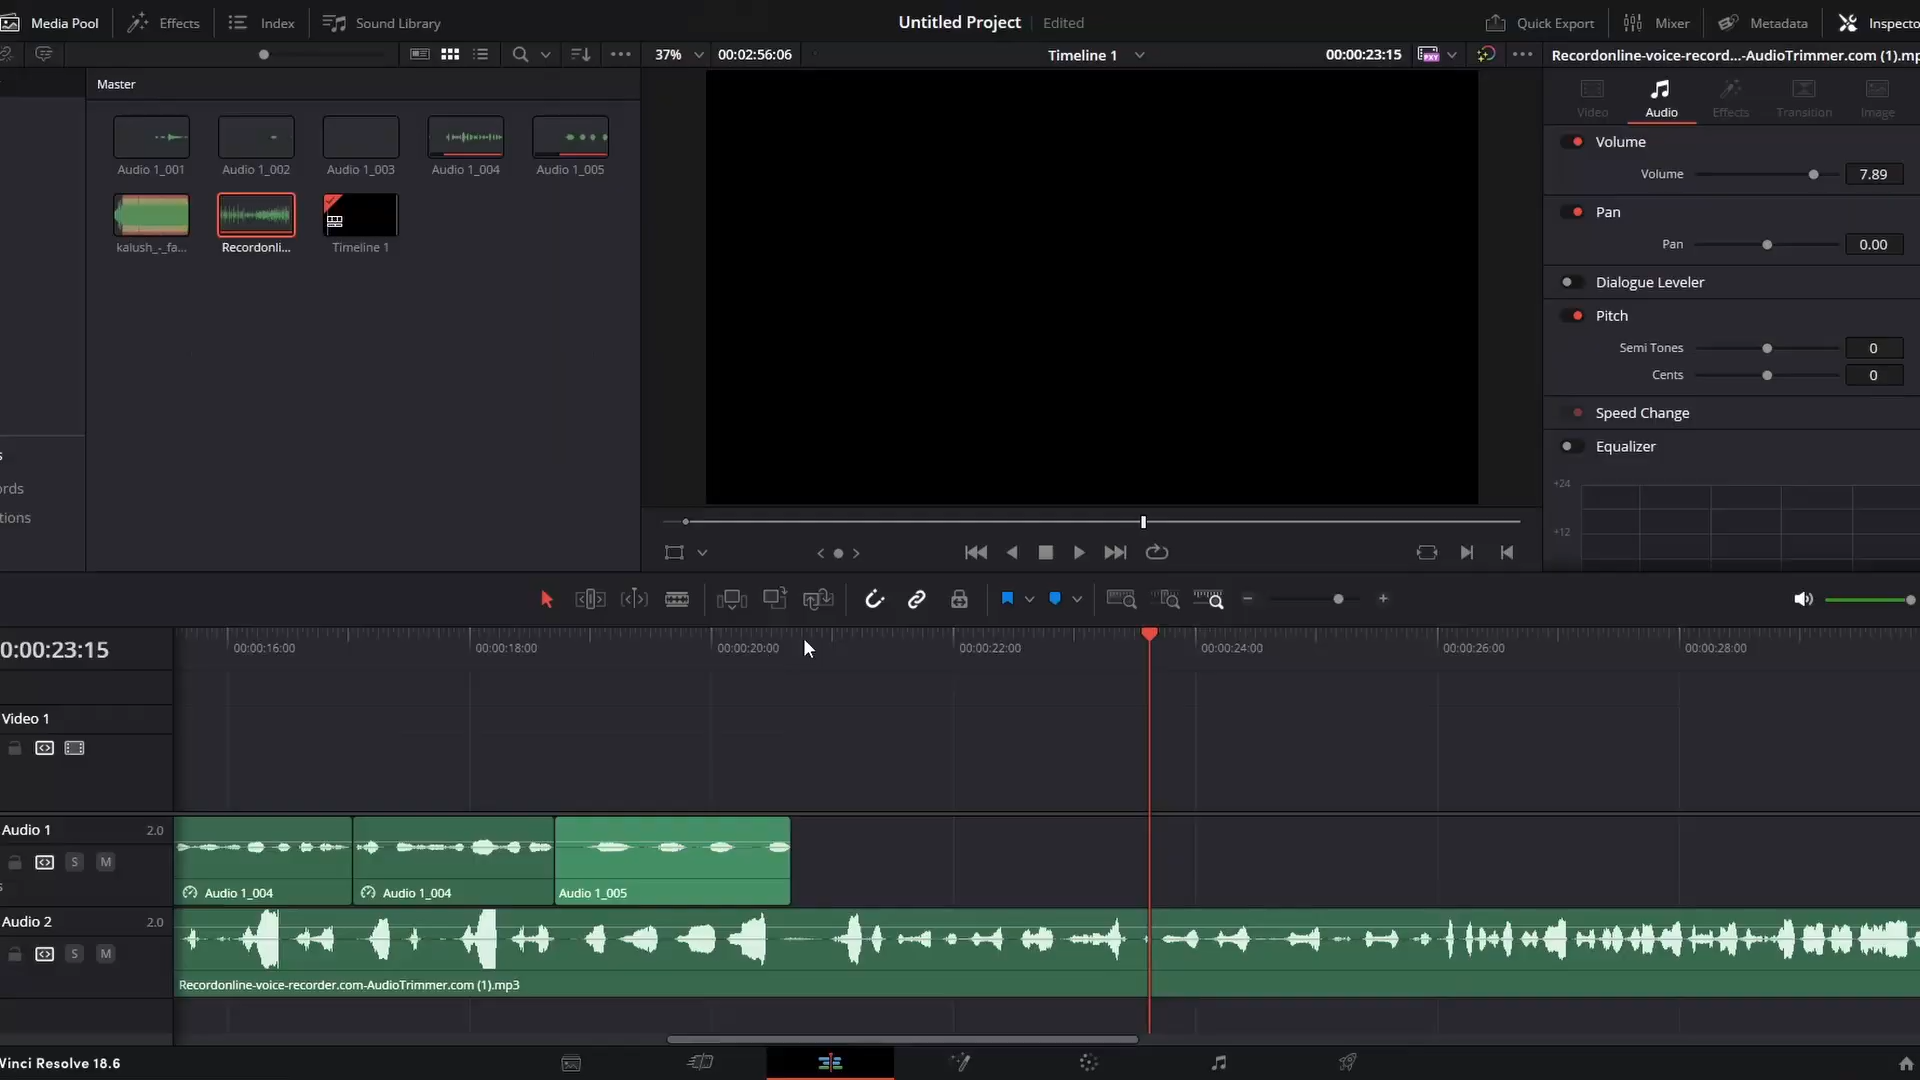 Media Pool
Effects
Index
Sound Library
Untitled Project
Edited
Quick Export
Mixer
Metadata
Inspecto
37%
00:02:56:06
Timeline 1
00:00:23:15
Recordonline-voice-record...-AudioTrimmer.com (1).mp
Master
Audio 1_001
Audio 1_002
Audio 1_003
Audio 1_004
Audio 1_005
kalush_-_fa...
Recordonli...
Timeline 1
s
ords
tions
Video
Audio
Effects
Transition
Image
Volume
Volume
7.89
Pan
Pan
0.00
Dialogue Leveler
Pitch
Semi Tones
0
Cents
0
Speed Change
Equalizer
+24
+12
0:00:23:15
00:00:16:00
00:00:18:00
00:00:20:00
00:00:22:00
00:00:24:00
00:00:26:00
00:00:28:00
Video 1
Audio 1
2.0
S
M
s
Audio 1_004
Audio 1_004
Audio 1_005
Audio 2
2.0
S
M
Recordonline-voice-recorder.com-AudioTrimmer.com (1).mp3
Vinci Resolve 18.6